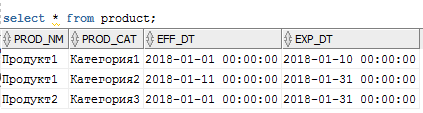 select * from product;
PROD_NM PROD_CAT EFF_DT EXP_DT
Продукт1 Категория1 2018-01-01 00:00:00 2018-01-10 00:00:00
Продукт1 Категория2 2018-01-11 00:00:00 2018-01-31 00:00:00
Продукт2 Категория3 2018-01-01 00:00:00 2018-01-31 00:00:00